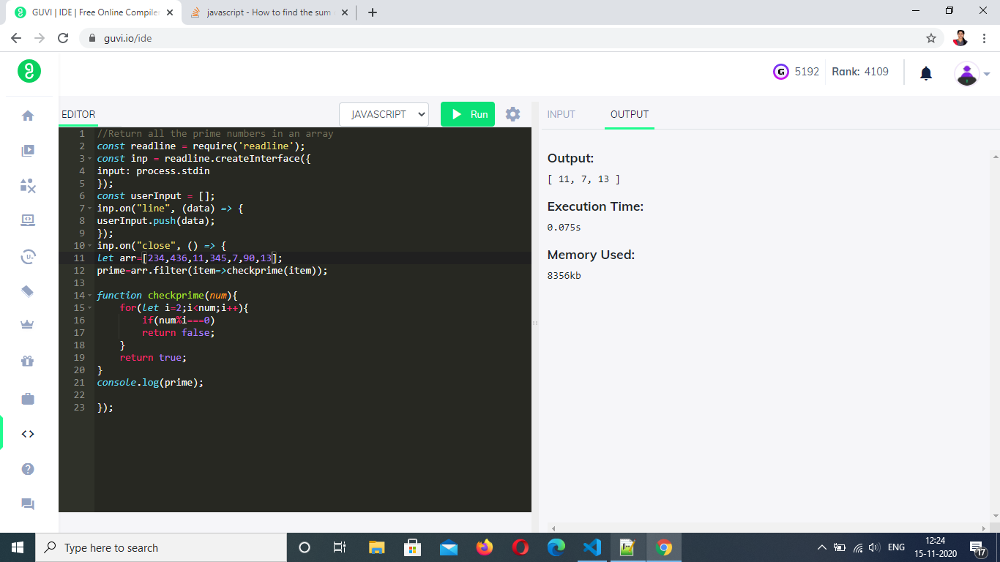 GUVI | IDE | Free Online Compiler
javascript - How to find the sum
guvi.io/ide
5192
Rank: 4109
EDITOR
JAVASCRIPT
Run
INPUT
OUTPUT
1 //Return all the prime numbers in an array
2 const readline = require('readline');
3 const inp = readline.createInterface({
4 input: process.stdin
5 });
6 const userInput = [];
7 inp.on("line", (data) => {
8 userInput.push(data);
9 });
10 inp.on("close", () => {
11 let arr=[234,436,11,345,7,90,13];
12 prime=arr.filter(item=>checkprime(item));
13
14 function checkprime(num){
15 for(let i=2;i<num;i++){
16 if(num%i===0)
17 return false;
18 }
19 return true;
20 }
21 console.log(prime);
22
23 });
Output:
[ 11, 7, 13 ]
Execution Time:
0.075s
Memory Used:
8356kb
Type here to search
ENG
12:24
15-11-2020
17